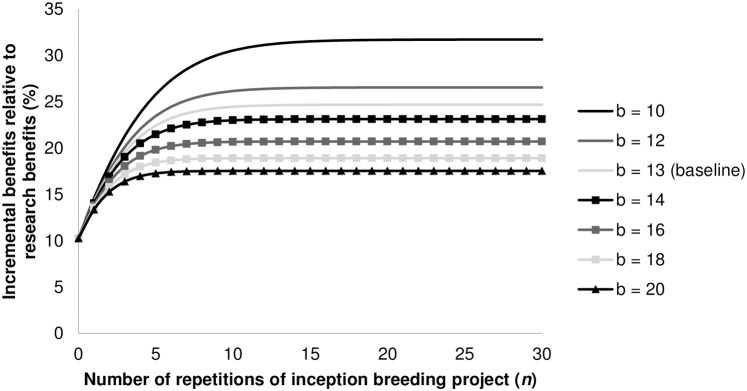 Incremental benefits relative to
research benefits (%)
35
30
25
20
15
10
5
0
0 5 10 15 20 25 30
Number of repetitions of inception breeding project (n)
b = 10
b = 12
b = 13 (baseline)
b = 14
b = 16
b = 18
b = 20